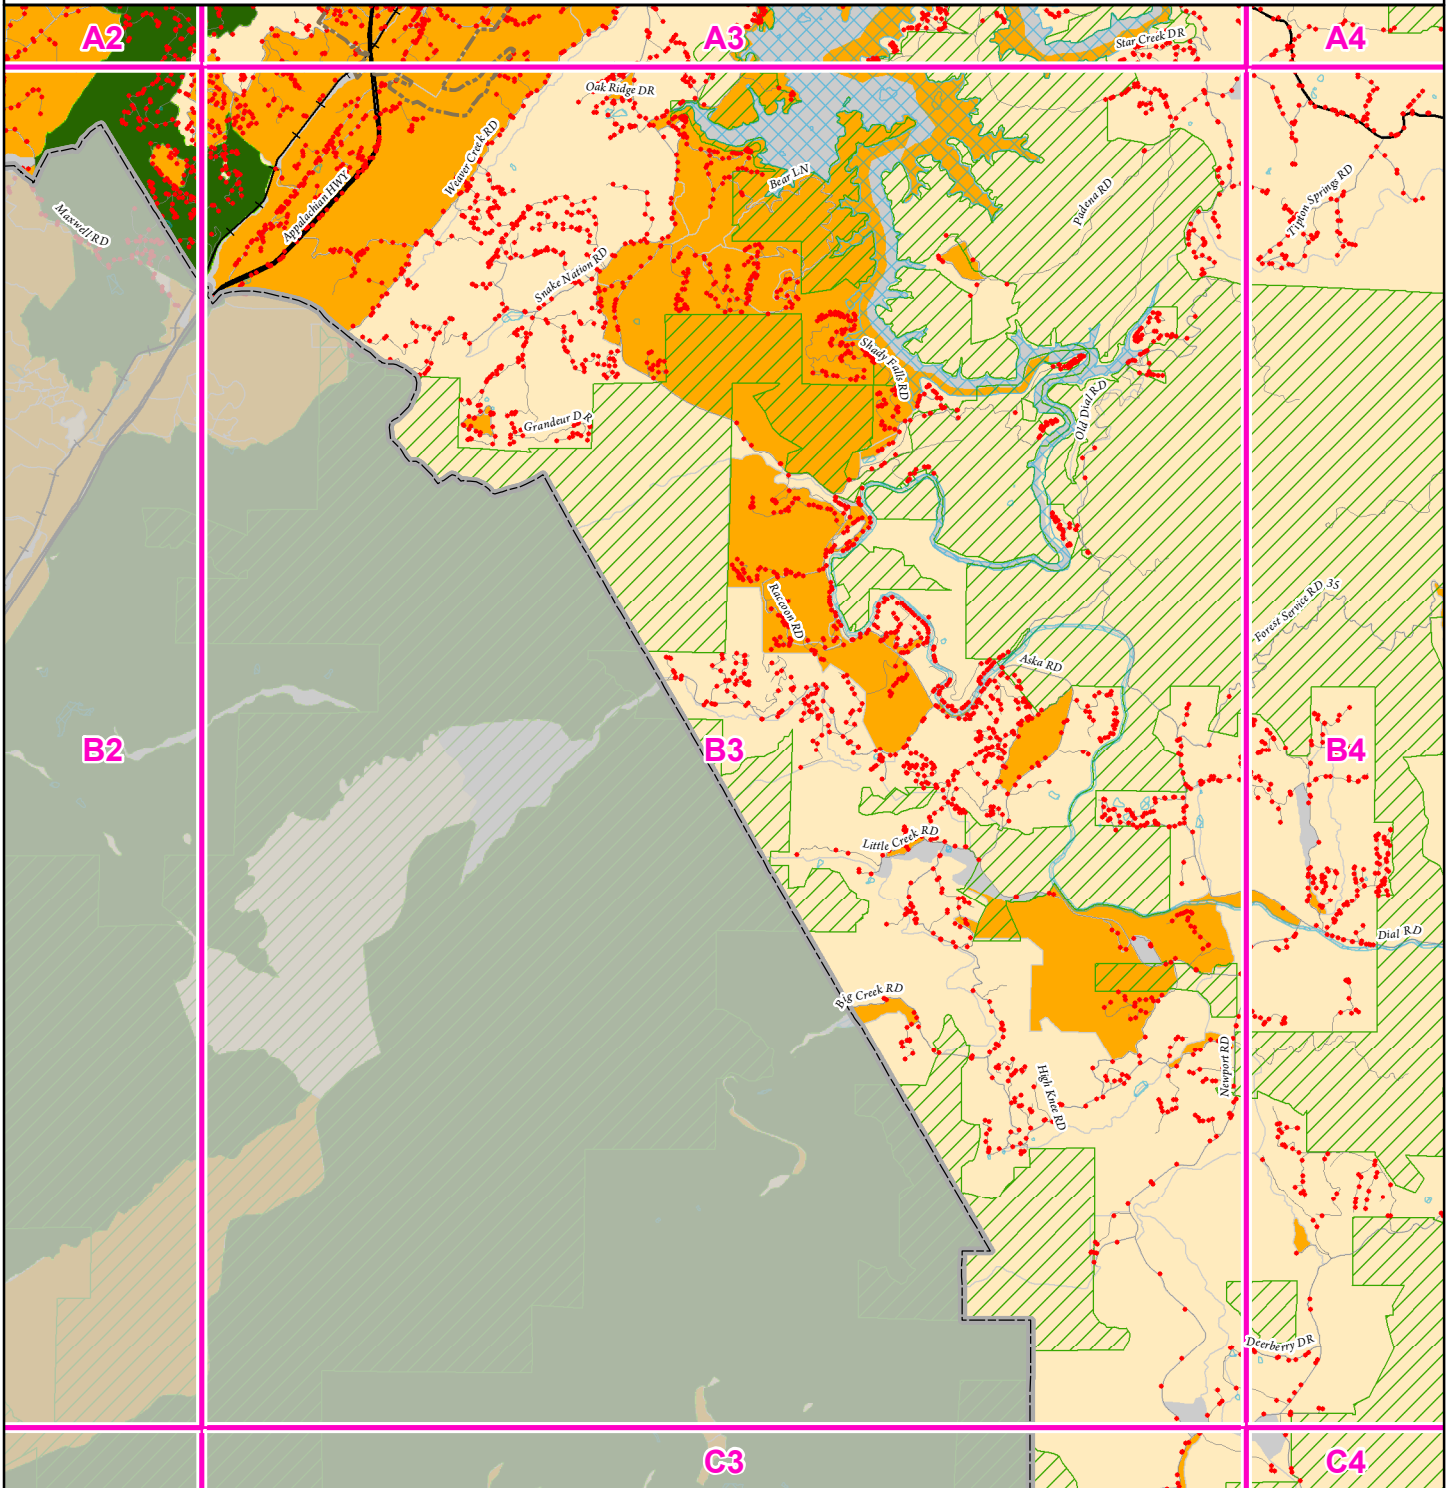 A2
A3
A4
Star Creek DR
Oak Ridge DR
Weaver Creek RD
Bear LN
Padena RD
Tipton Springs RD
Maxwell RD
Appalachian HWY
Snake Nation RD
Shady Falls RD
Old Dial RD
Grandeur DR
Raccoon RD
Forest Service RD 35
Aska RD
B2
B3
B4
Little Creek RD
Dial RD
Big Creek RD
High Knee RD
Newport RD
Deerberry DR
C3
C4